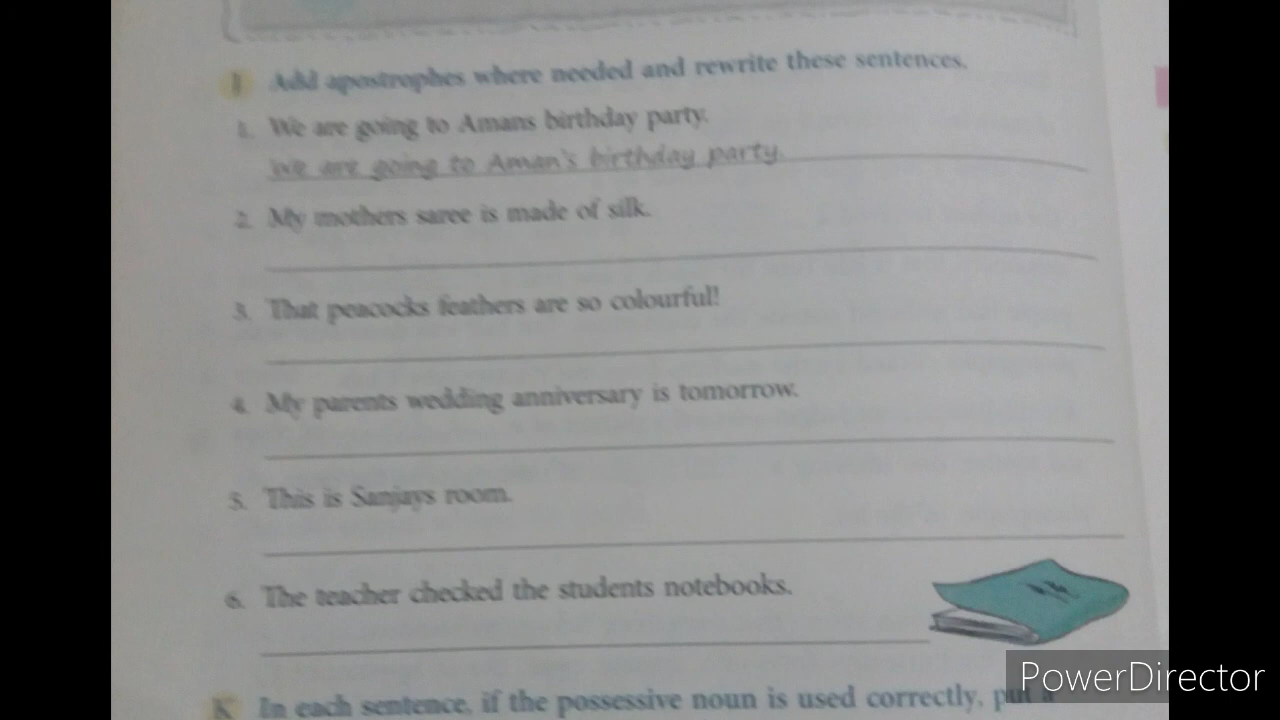 J Add apostrophes where needed and rewrite these sentences.
1. We are going to Amans birthday party.
We are going to Aman's birthday party.
2. My mothers saree is made of silk.
3. That peacocks feathers are so colourful!
4. My parents wedding anniversary is tomorrow.
5. This is Sanjays room.
6. The teacher checked the students notebooks.
K In each sentence, if the possessive noun is used correctly, put a
PowerDirector